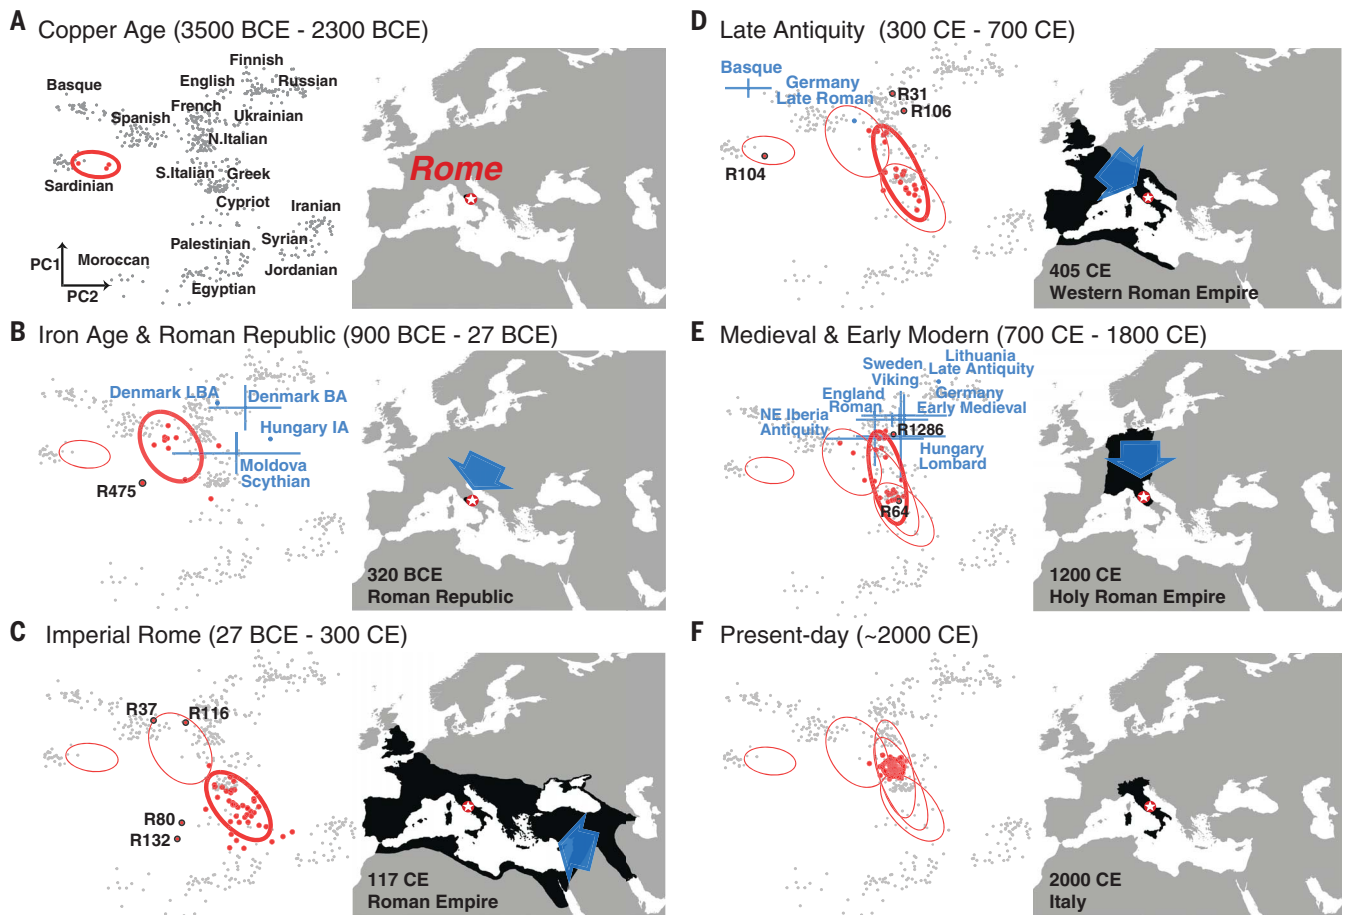 A Copper Age (3500 BCE - 2300 BCE)
Finnish
English
Russian
Basque
French
Spanish
Ukrainian
N.Italian
S.Italian
Greek
Sardinian
Cypriot
Iranian
Palestinian
Syrian
Moroccan
Jordanian
Egyptian
PC1
PC2
Rome
B Iron Age & Roman Republic (900 BCE - 27 BCE)
Denmark LBA
Denmark BA
Hungary IA
Moldova
Scythian
R475
320 BCE
Roman Republic
C Imperial Rome (27 BCE - 300 CE)
R37
R116
R80
R132
117 CE
Roman Empire
D Late Antiquity (300 CE - 700 CE)
Basque
Germany
Late Roman
R31
R106
R104
405 CE
Western Roman Empire
E Medieval & Early Modern (700 CE - 1800 CE)
Lithuania
Late Antiquity
Sweden
Viking
England
Roman
Germany
Early Medieval
NE Iberia
Antiquity
R1286
Hungary
Lombard
R64
1200 CE
Holy Roman Empire
F Present-day (~2000 CE)
2000 CE
Italy